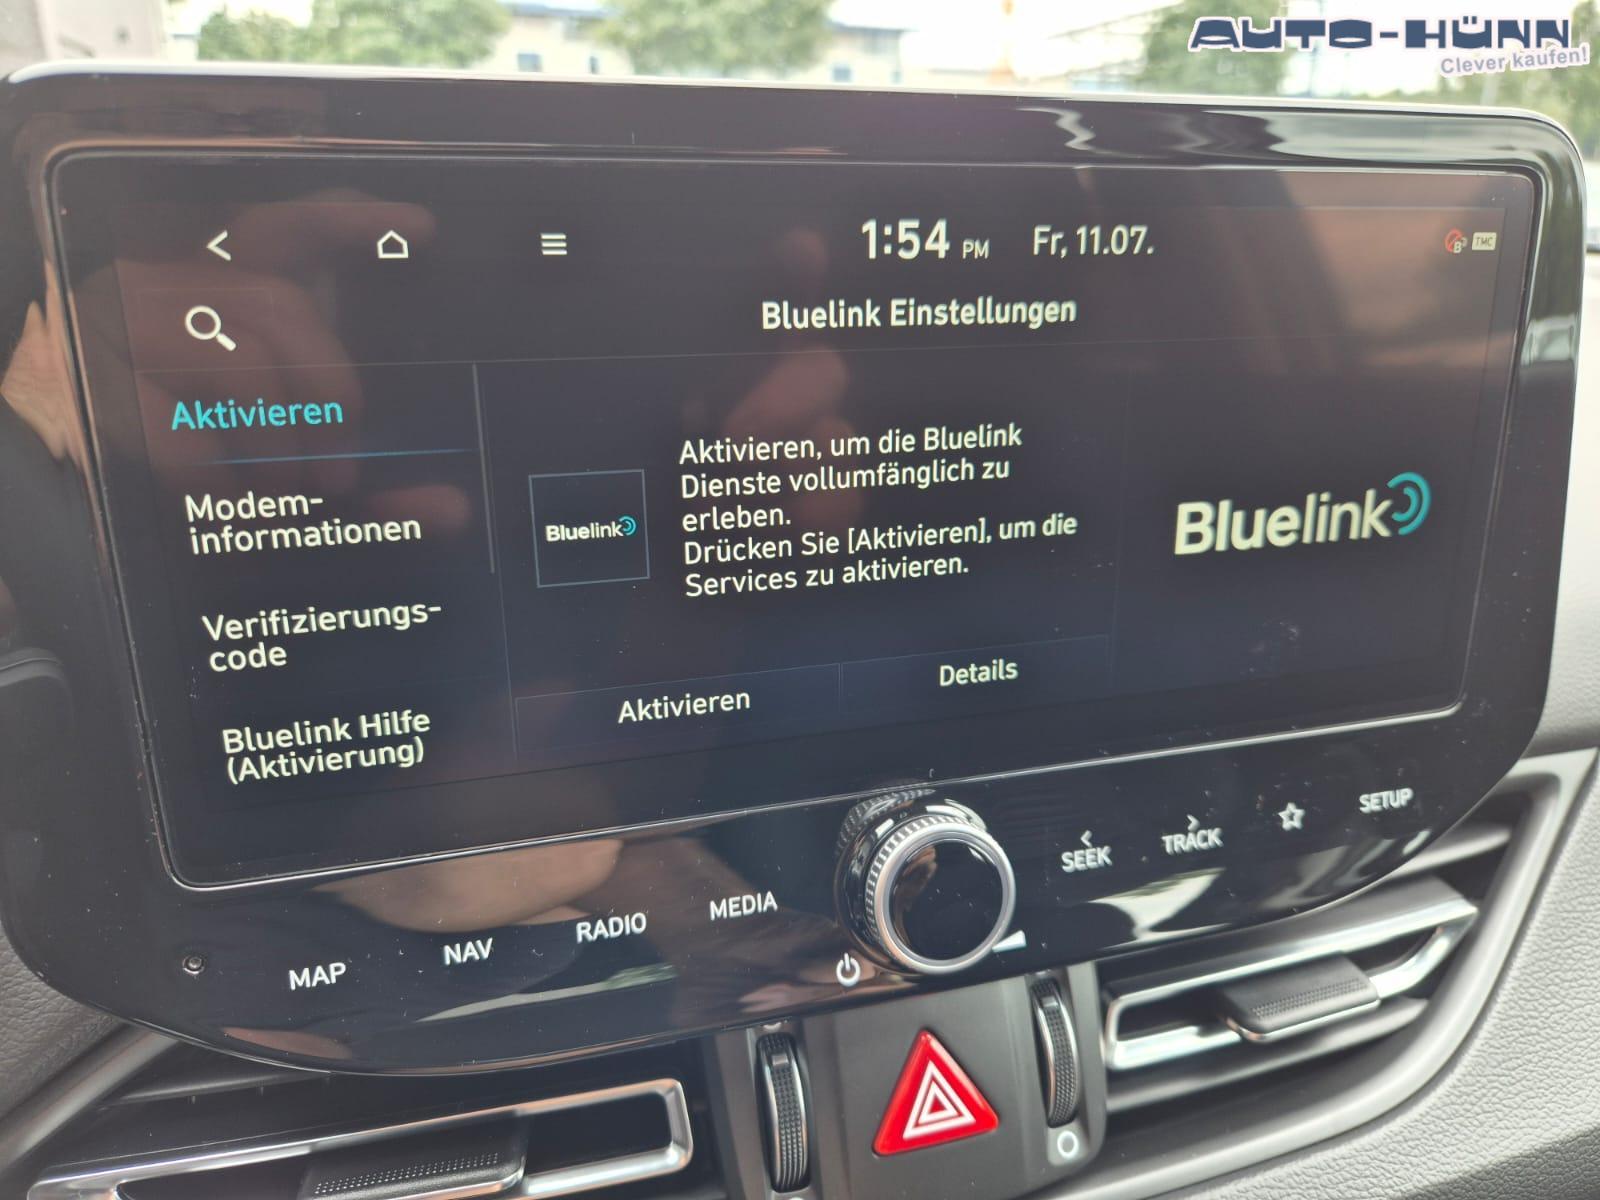 AUTO-HÜNN
Clever kaufen!
1:54 PM
Fr, 11.07.
TMC
Bluelink Einstellungen
Aktivieren
Modem-
informationen
Verifizierungs-
code
Bluelink Hilfe
(Aktivierung)
Bluelink
Aktivieren, um die Bluelink
Dienste vollumfänglich zu
erleben.
Drücken Sie [Aktivieren], um die
Services zu aktivieren.
Aktivieren
Details
Bluelink
MAP
NAV
RADIO
MEDIA
SEEK
TRACK
SETUP